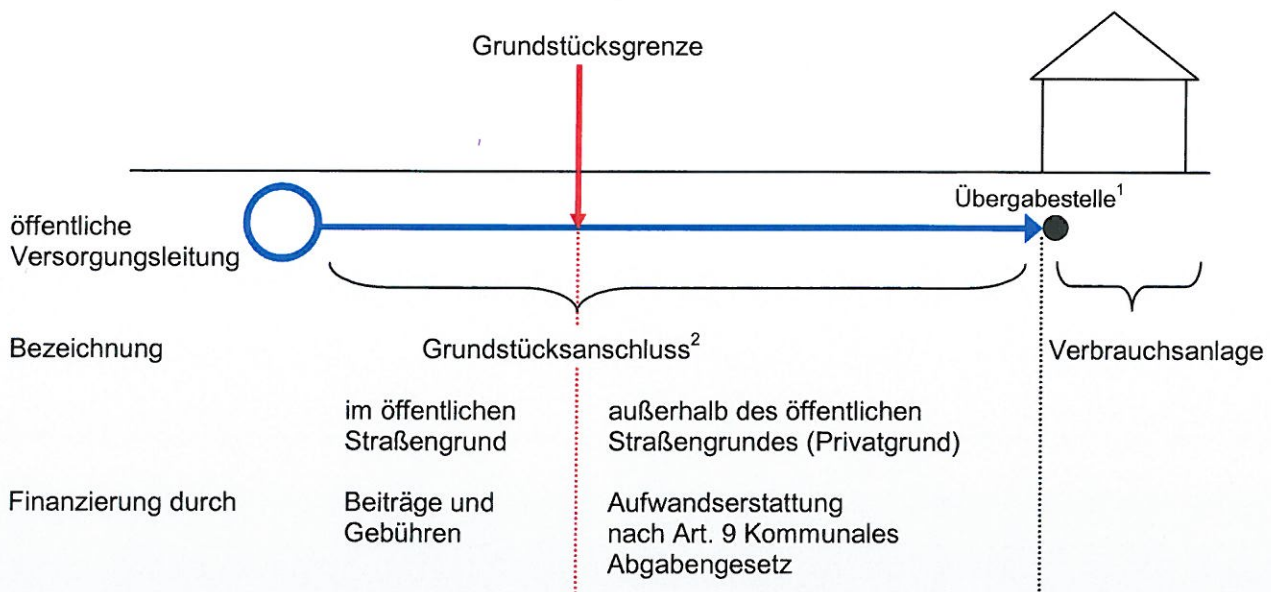 Grundstücksgrenze
Übergabestelle¹
öffentliche
Versorgungsleitung
Bezeichnung
Grundstücksanschluss²
Verbrauchsanlage
im öffentlichen
Straßengrund
außerhalb des öffentlichen
Straßengrundes (Privatgrund)
Finanzierung durch
Beiträge und
Gebühren
Aufwandserstattung
nach Art. 9 Kommunales
Abgabengesetz